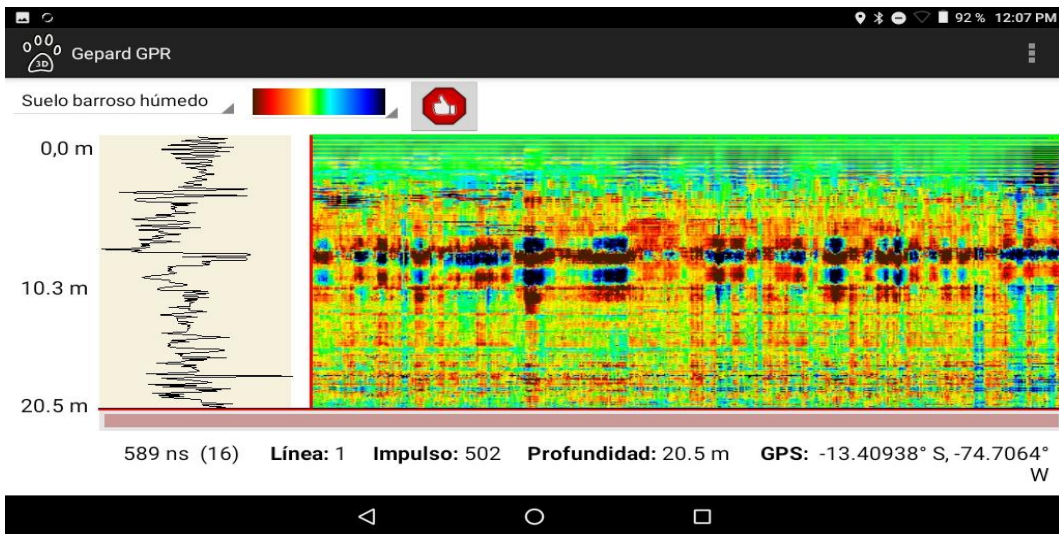 92 % 12:07 PM
3D
Gepard GPR
Suelo barroso húmedo
0,0 m
10.3 m
20.5 m
589 ns (16) Línea: 1 Impulso: 502 Profundidad: 20.5 m GPS: -13.40938° S, -74.7064°
W